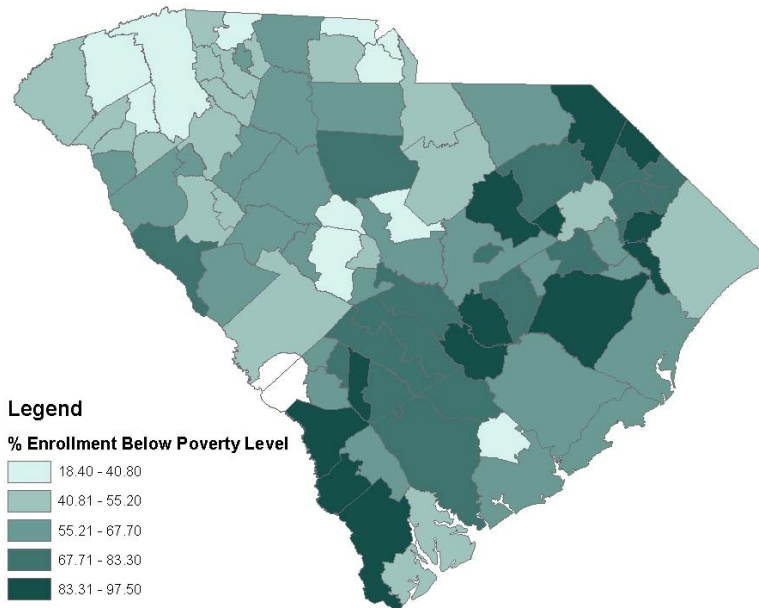 Legend
% Enrollment Below Poverty Level
18.40 - 40.80
40.81 - 55.20
55.21 - 67.70
67.71 - 83.30
83.31 - 97.50